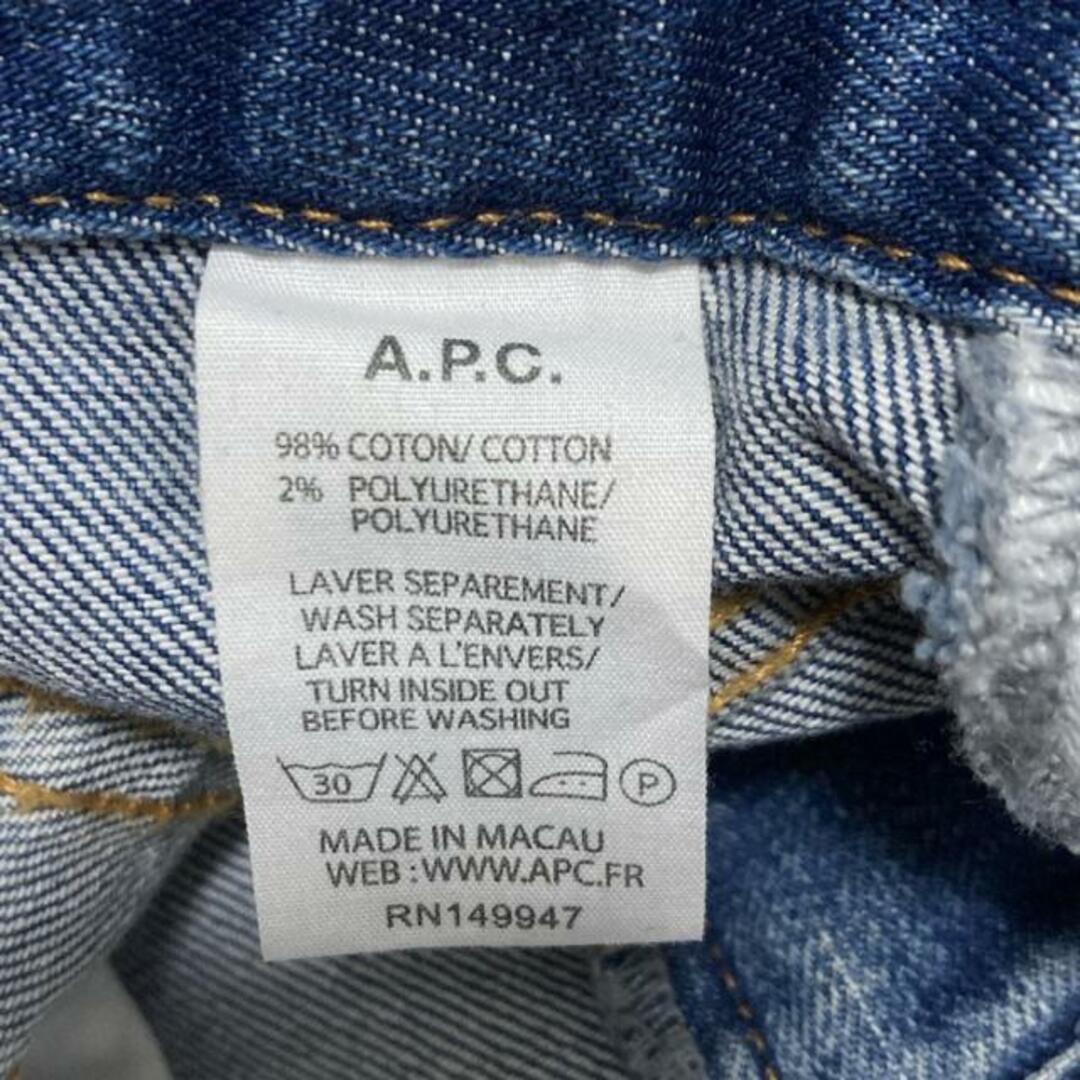 A.P.C.
98% COTON/ COTTON
2% POLYURETHANE/
POLYURETHANE
LAVER SEPAREMENT/
WASH SEPARATELY
LAVER A L'ENVERS/
TURN INSIDE OUT
BEFORE WASHING
30 P
MADE IN MACAU
WEB : WWW.APC.FR
RN149947